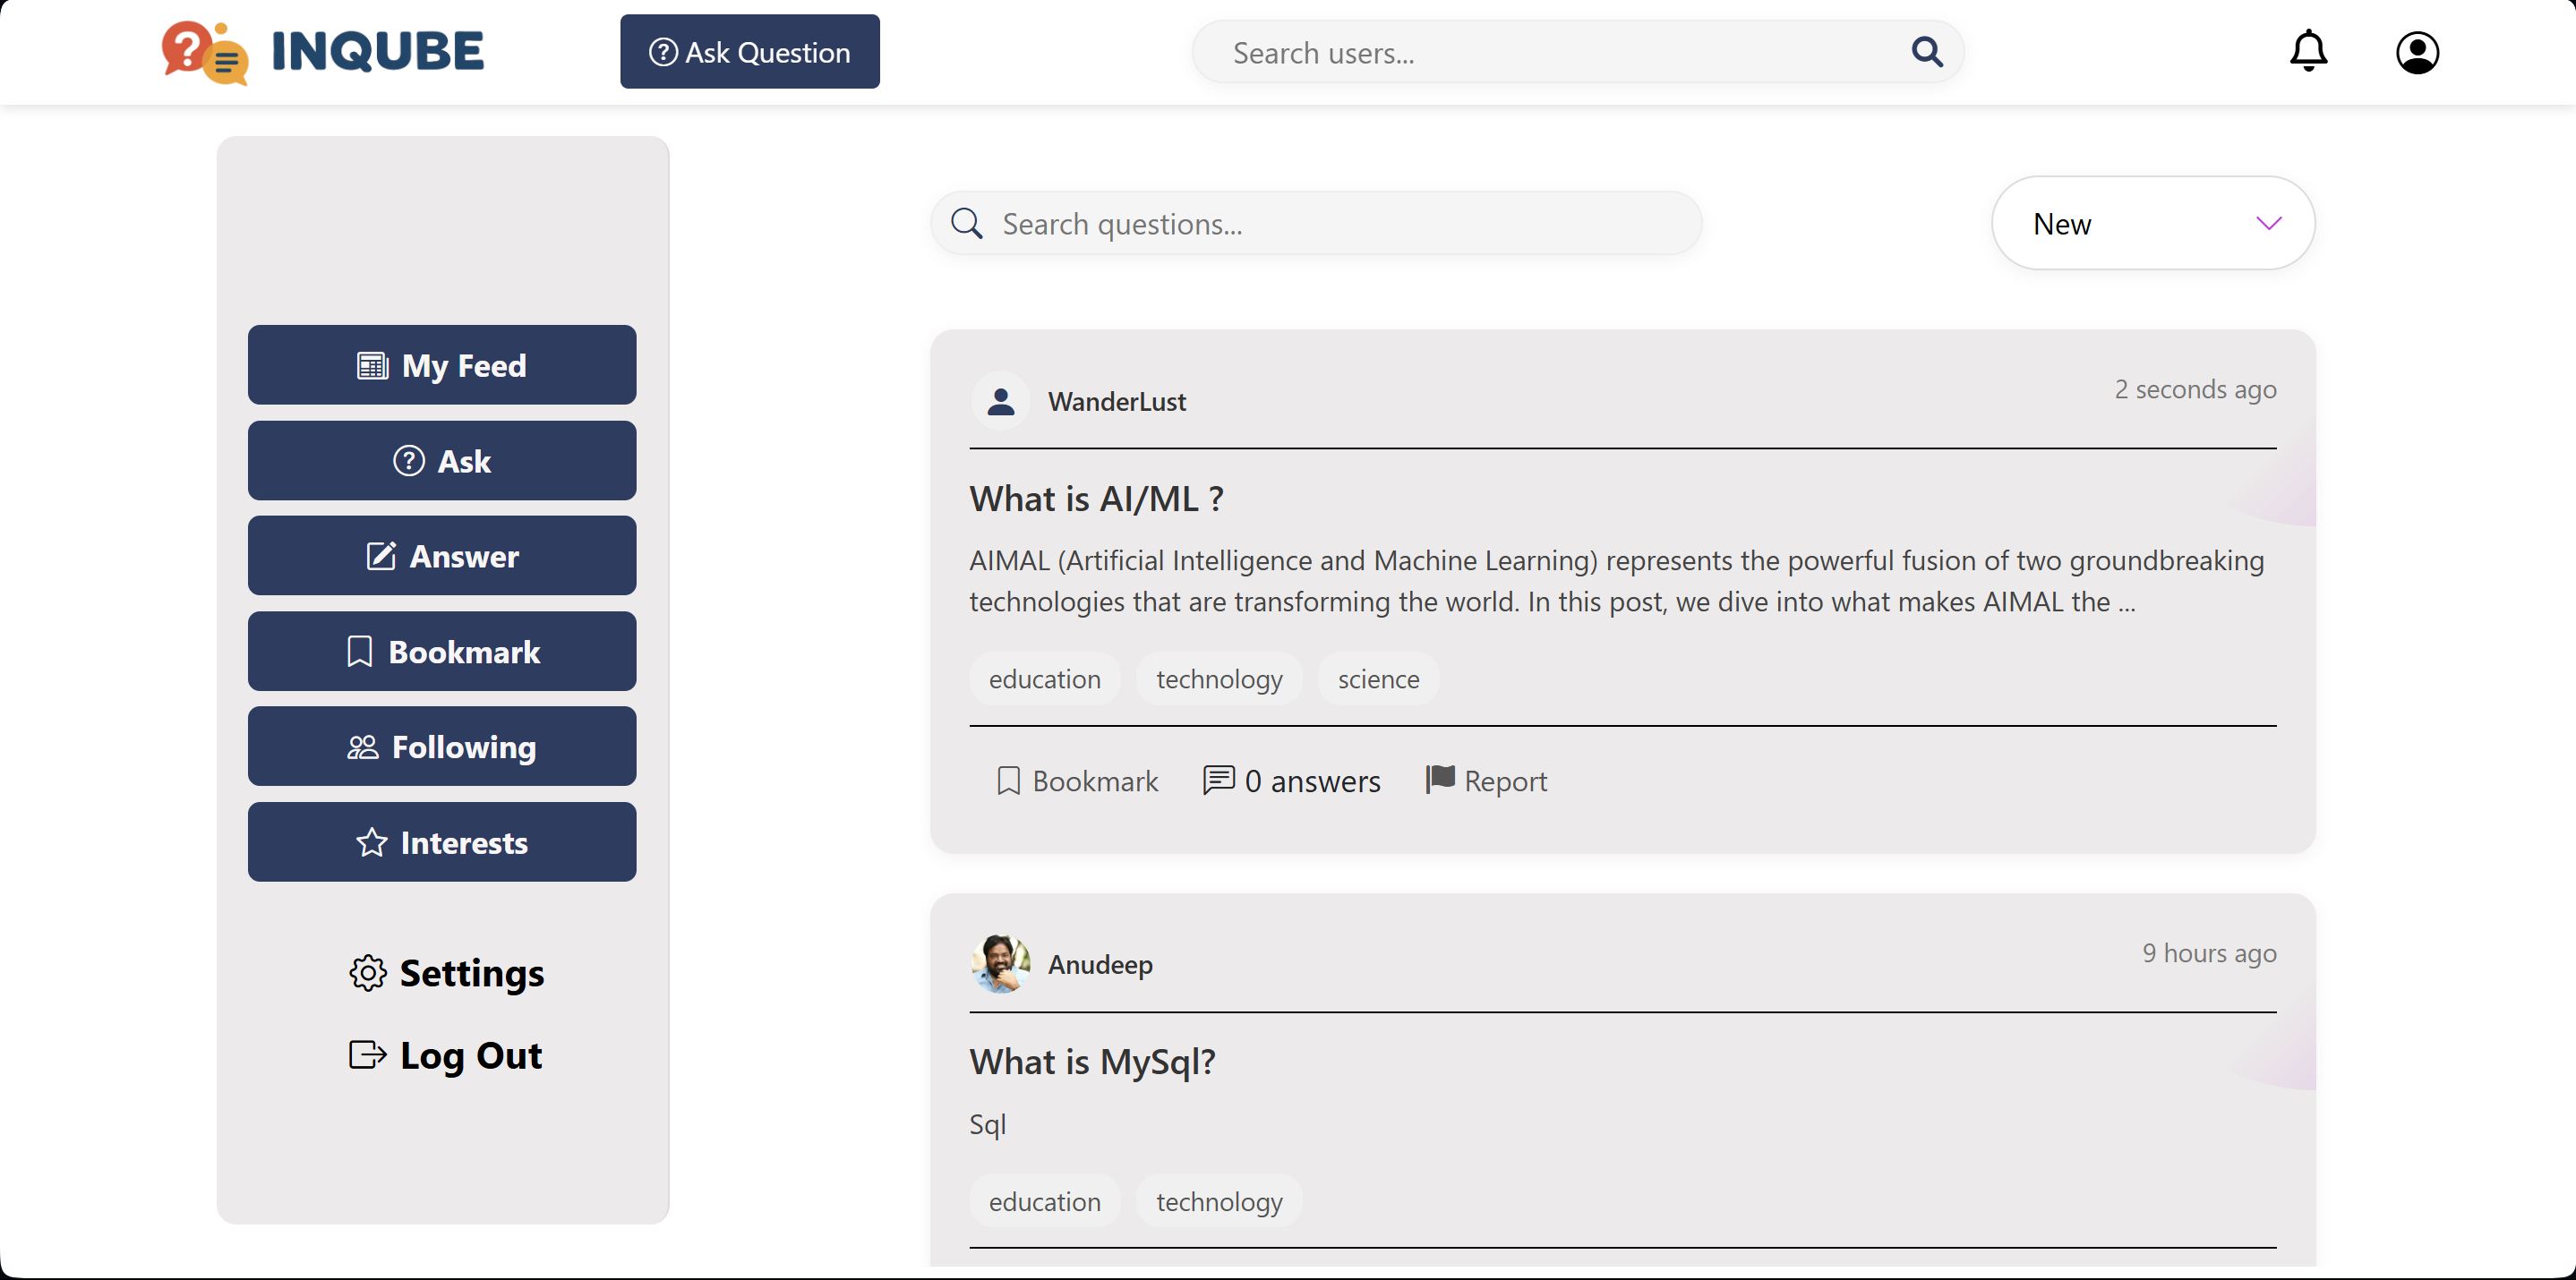 INQUBE
Ask Question
Search users...
My Feed
Ask
Answer
Bookmark
Following
Interests
Settings
Log Out
Search questions...
New
WanderLust
2 seconds ago
What is AI/ML ?
AIMAL (Artificial Intelligence and Machine Learning) represents the powerful fusion of two groundbreaking
technologies that are transforming the world. In this post, we dive into what makes AIMAL the ...
education technology science
Bookmark 0 answers Report
Anudeep
9 hours ago
What is MySql?
Sql
education technology